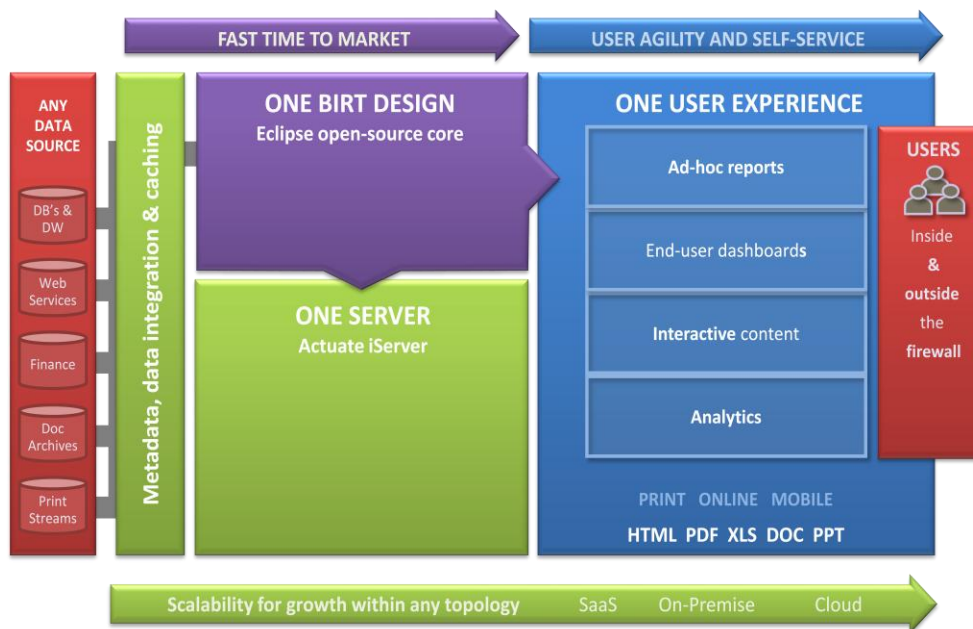 FAST TIME TO MARKET
USER AGILITY AND SELF-SERVICE
ANY
DATA
SOURCE
DB's &
DW
Web
Services
Finance
Doc
Archives
Print
Streams
Metadata, data integration & caching
ONE BIRT DESIGN
Eclipse open-source core
ONE SERVER
Actuate iServer
ONE USER EXPERIENCE
Ad-hoc reports
End-user dashboards
Interactive content
Analytics
PRINT ONLINE MOBILE
HTML PDF XLS DOC PPT
USERS
Inside
&
outside
the
firewall
Scalability for growth within any topology SaaS On-Premise Cloud